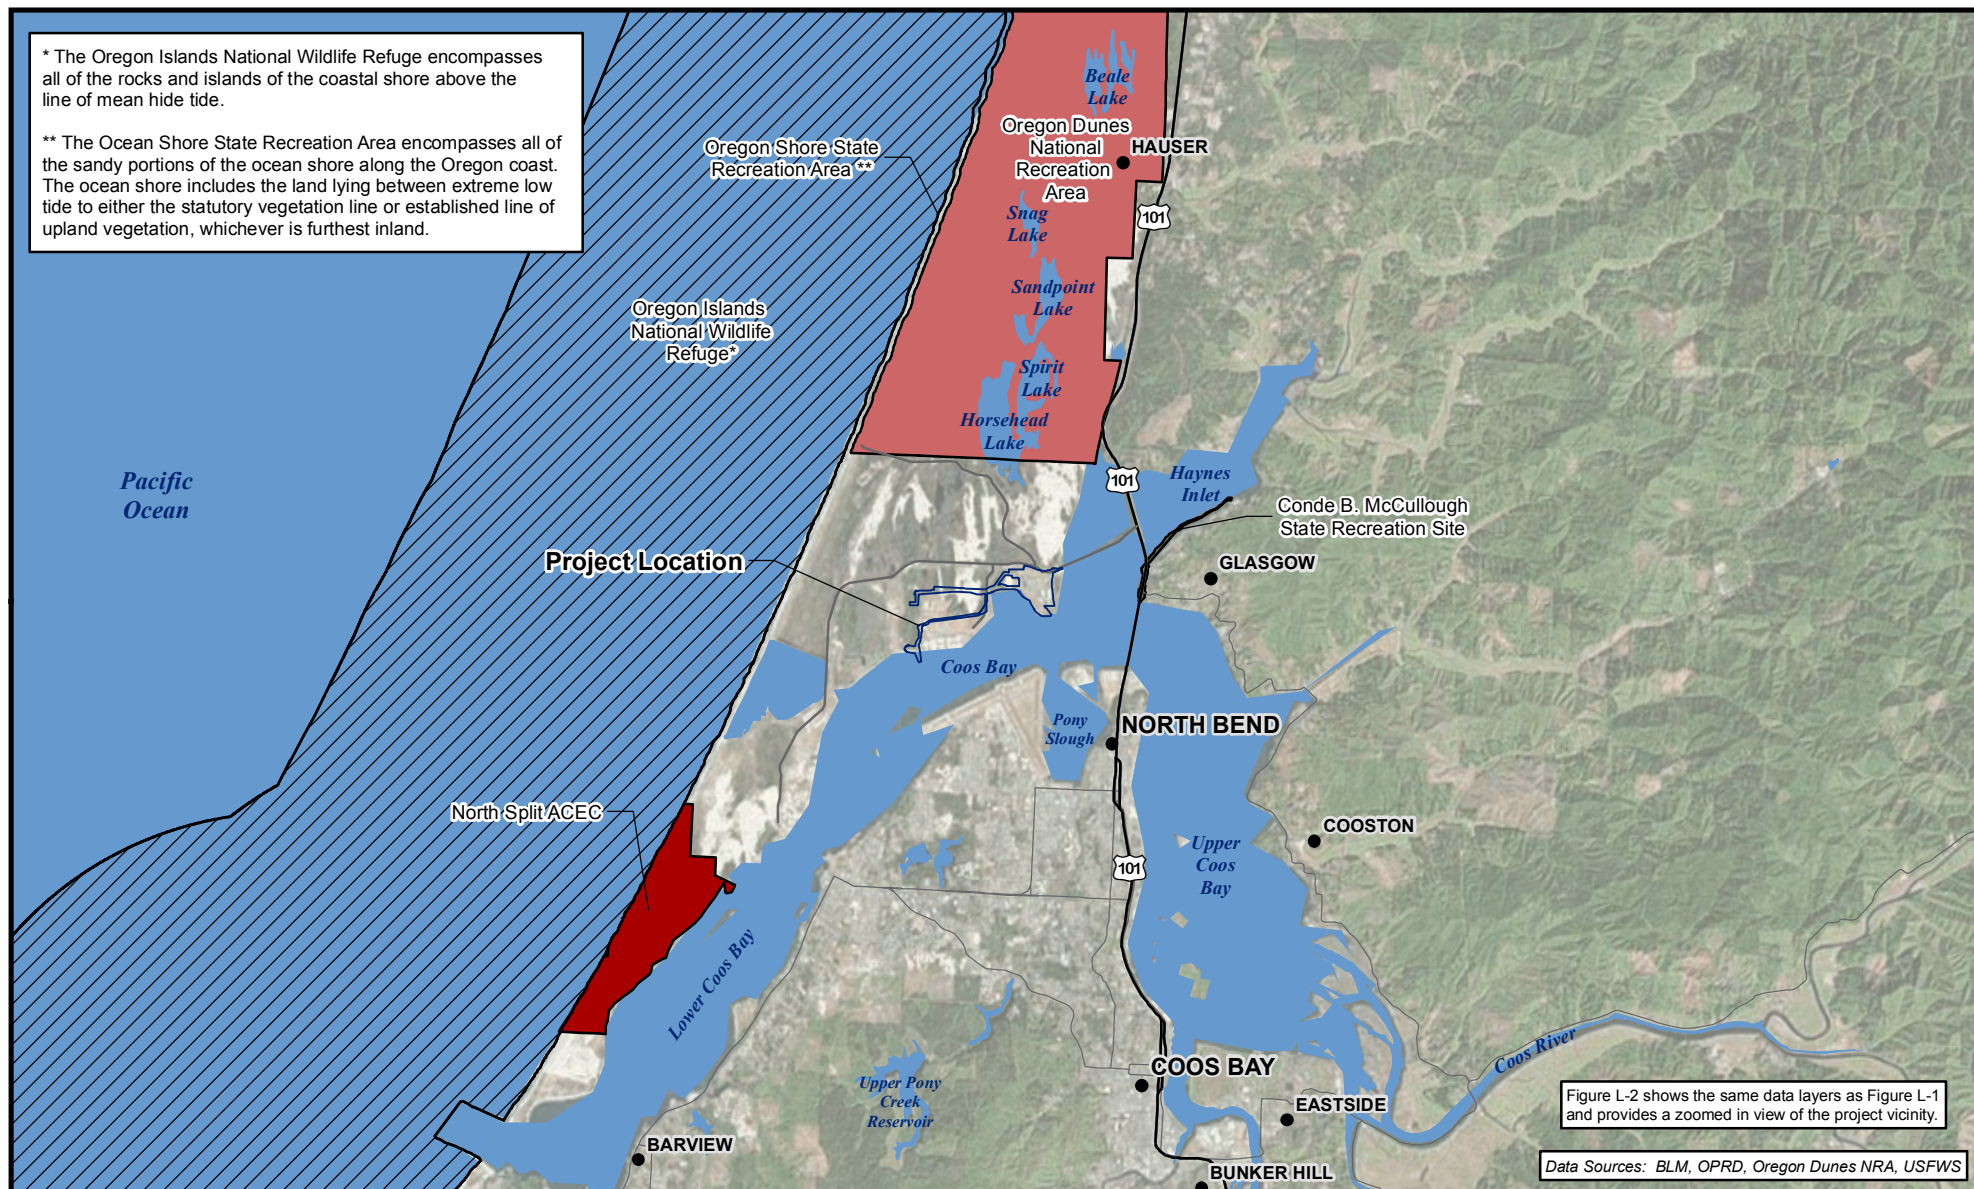 * The Oregon Islands National Wildlife Refuge encompasses
all of the rocks and islands of the coastal shore above the
line of mean hide tide.
** The Ocean Shore State Recreation Area encompasses all of
the sandy portions of the ocean shore along the Oregon coast.
The ocean shore includes the land lying between extreme low
tide to either the statutory vegetation line or established line of
upland vegetation, whichever is furthest inland.
Beale
Lake
Oregon Shore State
Recreation Area **
Oregon Dunes
National
Recreation
Area
HAUSER
101
Snag
Lake
Sandpoint
Lake
Oregon Islands
National Wildlife
Refuge*
Spirit
Lake
Horsehead
Lake
Pacific
Ocean
101
Haynes
Inlet
Conde B. McCullough
State Recreation Site
Project Location
GLASGOW
Coos Bay
Pony
Slough
NORTH BEND
North Split ACEC
COOSTON
Upper
Coos
Bay
101
Lower Coos Bay
Coos River
COOS BAY
Upper Pony
Creek
Reservoir
EASTSIDE
BARVIEW
BUNKER HILL
Figure L-2 shows the same data layers as Figure L-1
and provides a zoomed in view of the project vicinity.
Data Sources: BLM, OPRD, Oregon Dunes NRA, USFWS